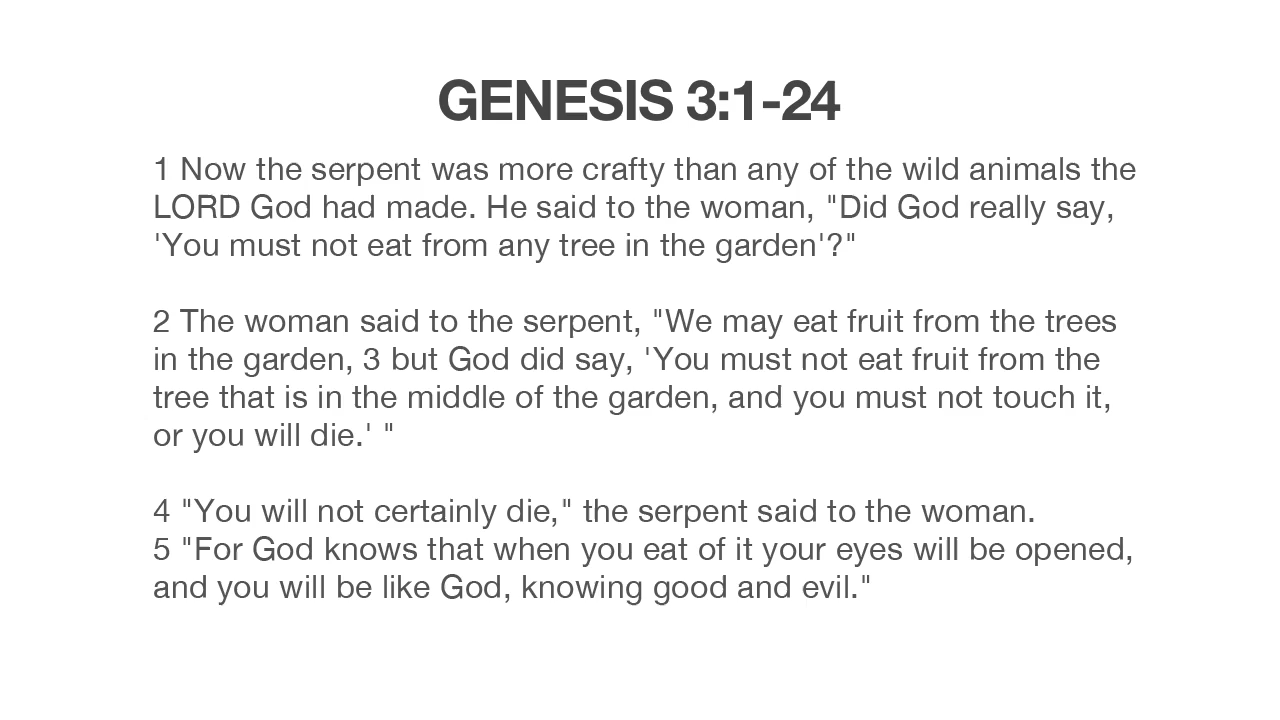 GENESIS 3:1-24
1 Now the serpent was more crafty than any of the wild animals the
LORD God had made. He said to the woman, "Did God really say,
'You must not eat from any tree in the garden'?"
2 The woman said to the serpent, "We may eat fruit from the trees
in the garden, 3 but God did say, 'You must not eat fruit from the
tree that is in the middle of the garden, and you must not touch it,
or you will die.' "
4 "You will not certainly die," the serpent said to the woman.
5 "For God knows that when you eat of it your eyes will be opened,
and you will be like God, knowing good and evil."